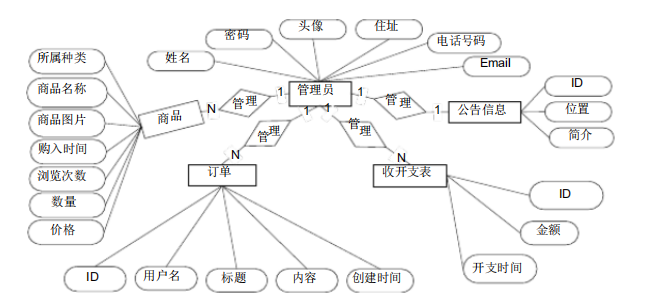 头像
住址
密码
电话号码
姓名
Email
所属种类
商品名称
商品图片
购入时间
浏览次数
数量
价格
商品
N
管理
1
管理员
1
管理
1
公告信息
ID
位置
简介
1
1
管理
管理
N
N
订单
收开支表
ID
金额
开支时间
ID
用户名
标题
内容
创建时间